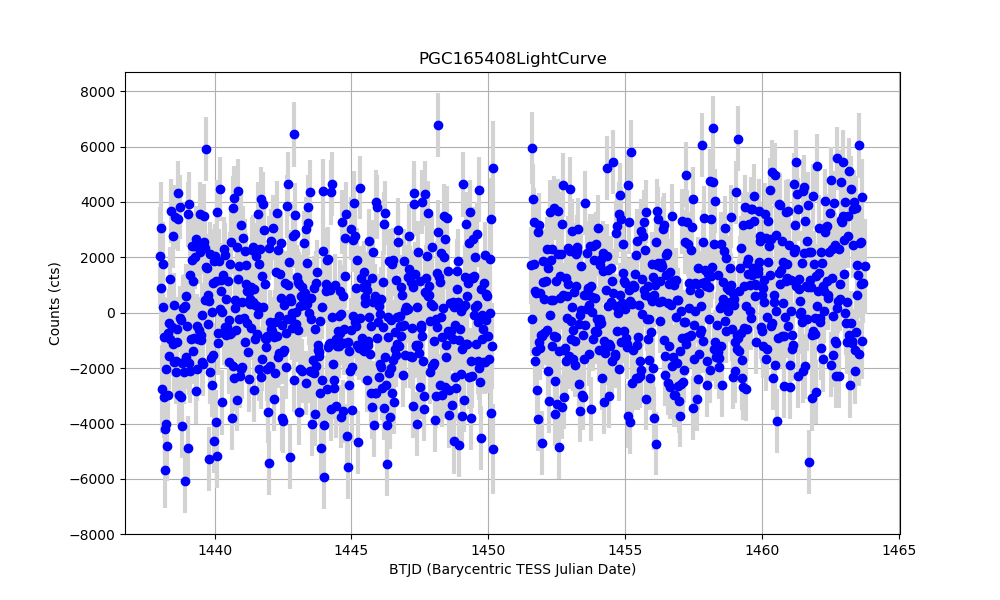 PGC165408LightCurve
8000
6000
4000
2000
0
−2000
−4000
−6000
−8000
Counts (cts)
1440 1445 1450 1455 1460 1465
BTJD (Barycentric TESS Julian Date)